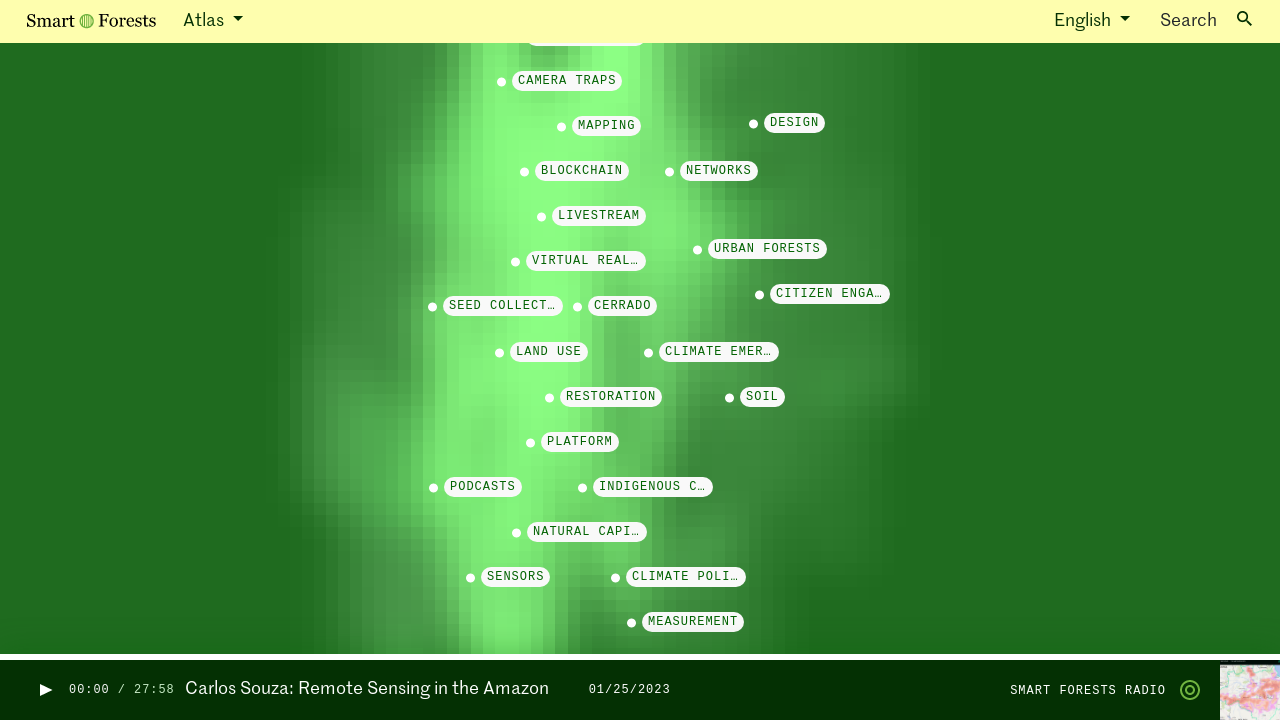 Smart Forests Atlas English Search
CAMERA TRAPS
MAPPING
DESIGN
BLOCKCHAIN
NETWORKS
LIVESTREAM
URBAN FORESTS
VIRTUAL REAL…
CITIZEN ENGA…
SEED COLLECT…
CERRADO
LAND USE
CLIMATE EMER…
RESTORATION
SOIL
PLATFORM
PODCASTS
INDIGENOUS C…
NATURAL CAPI…
SENSORS
CLIMATE POLI…
MEASUREMENT
00:00 / 27:58 Carlos Souza: Remote Sensing in the Amazon 01/25/2023 SMART FORESTS RADIO